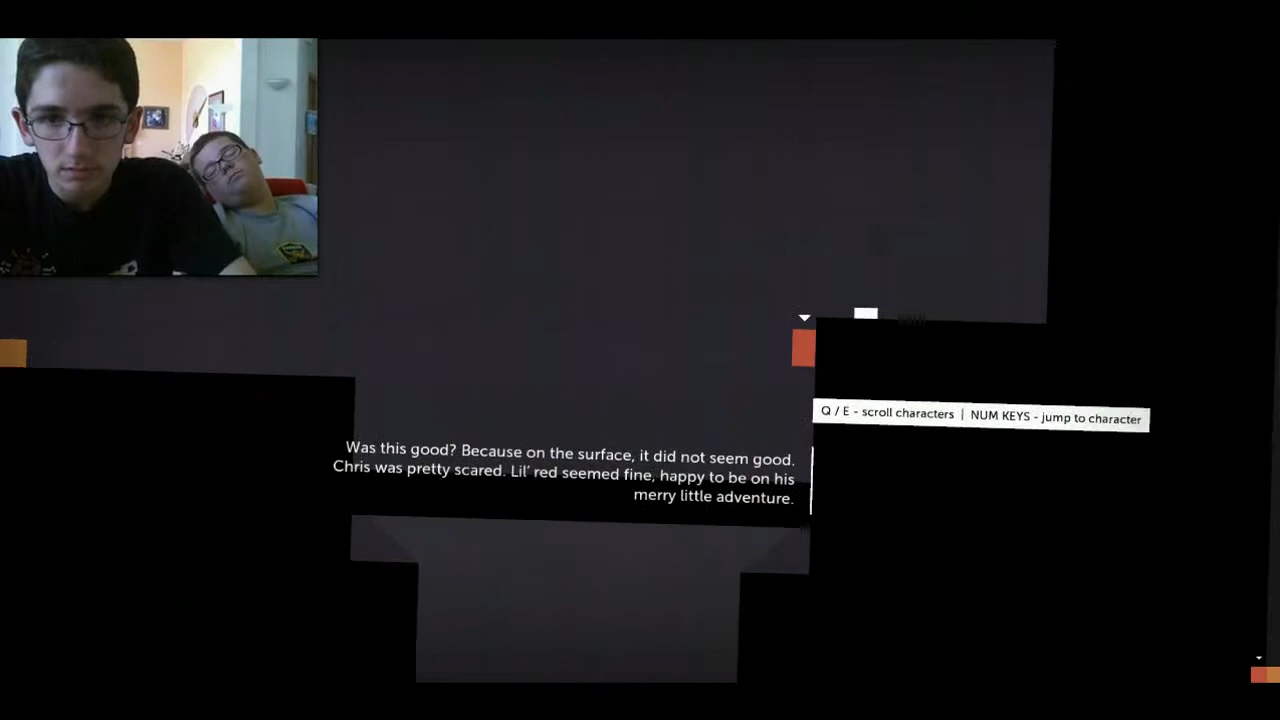 Q / E - scroll characters | NUM KEYS - jump to character
Was this good? Because on the surface, it did not seem good.
Chris was pretty scared. Lil' red seemed fine, happy to be on his
merry little adventure.